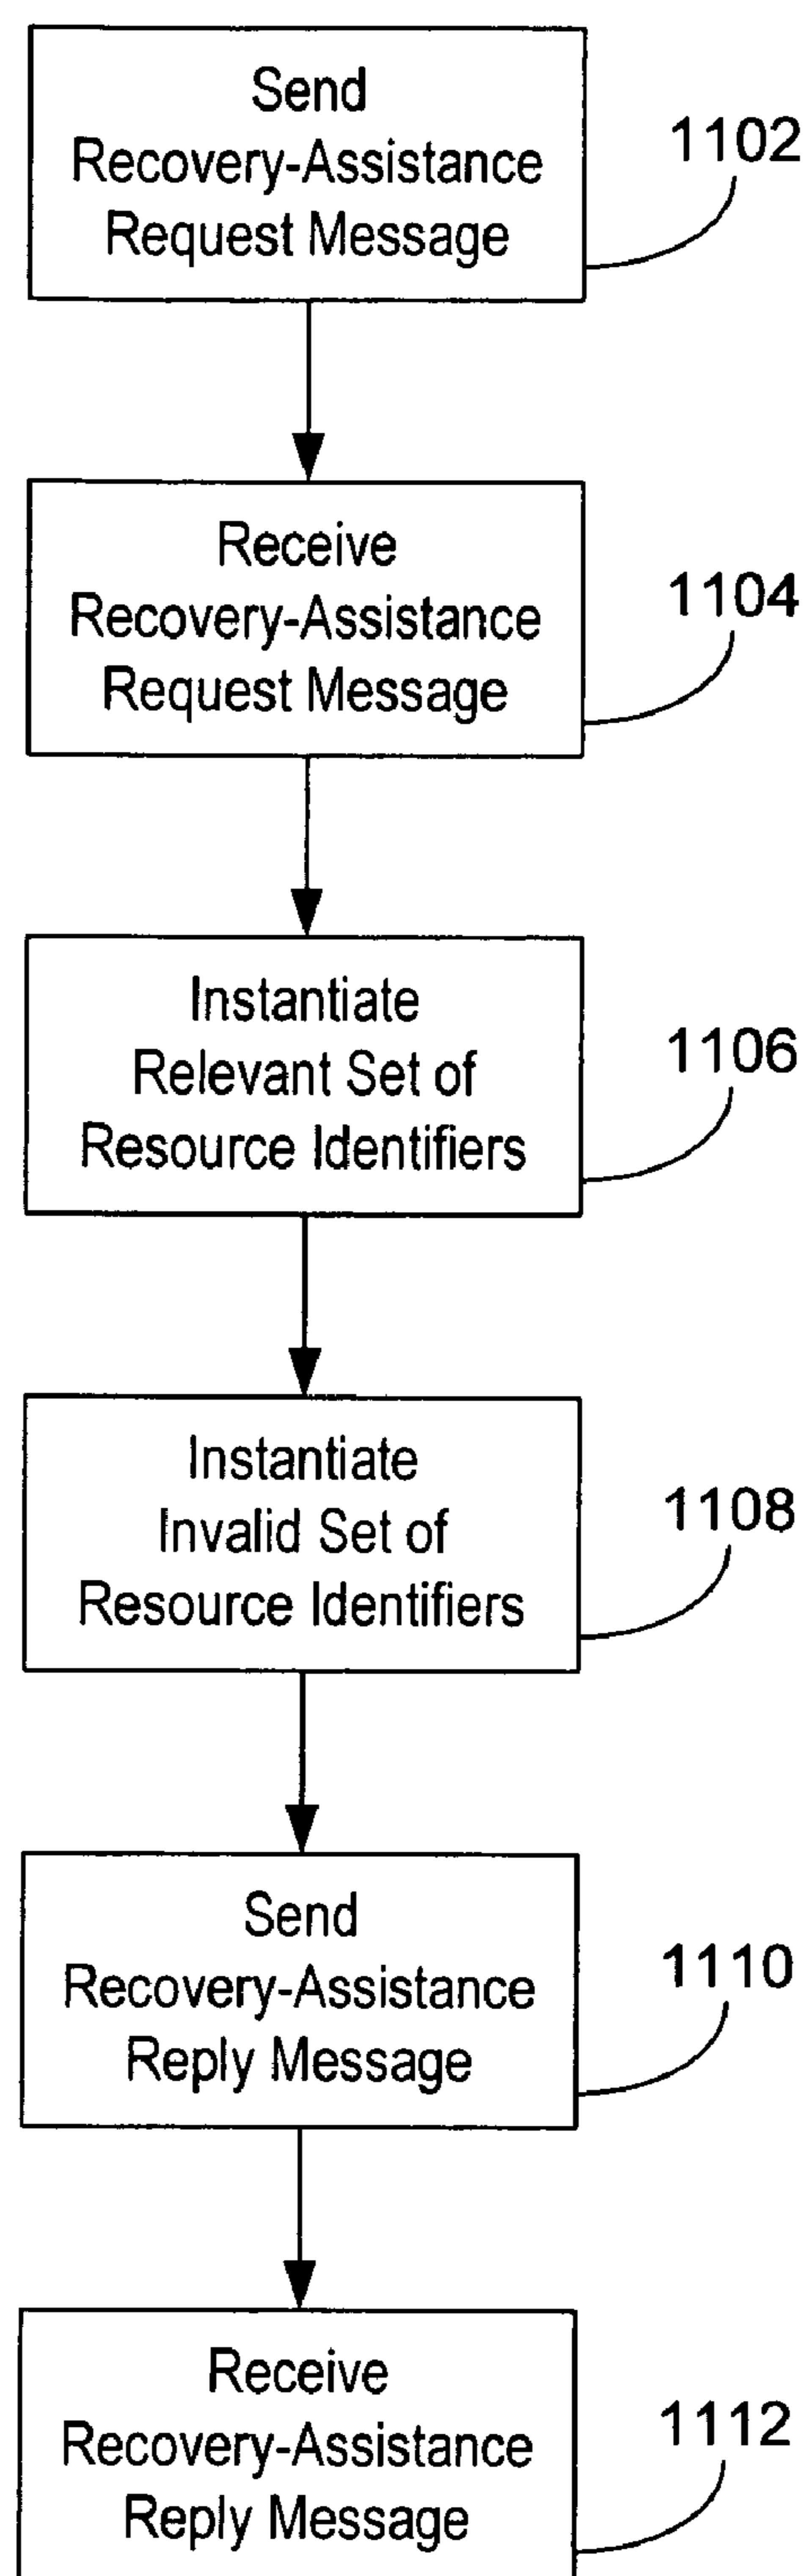 Send
Recovery-Assistance
Request Message
1102
Receive
Recovery-Assistance
Request Message
1104
Instantiate
Relevant Set of
Resource Identifiers
1106
Instantiate
Invalid Set of
Resource Identifiers
1108
Send
Recovery-Assistance
Reply Message
1110
Receive
Recovery-Assistance
Reply Message
1112